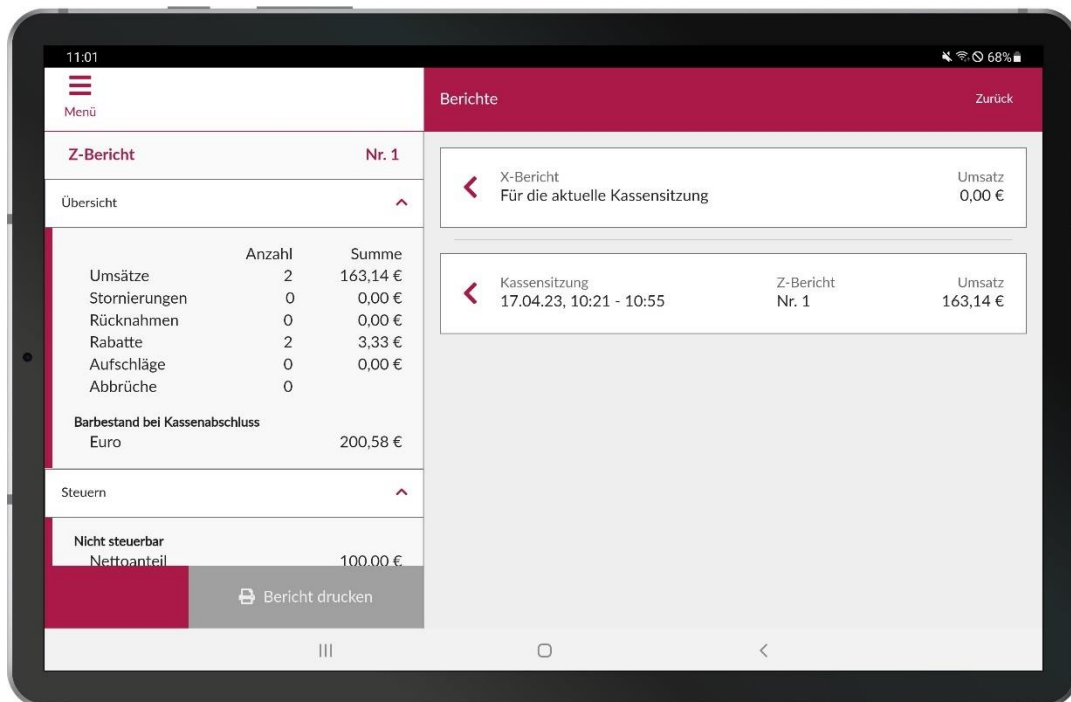 11:01
68%
Menü
Berichte
Zurück
Z-Bericht Nr. 1
Übersicht
Anzahl Summe
Umsätze 2 163,14 €
Stornierungen 0 0,00 €
Rücknahmen 0 0,00 €
Rabatte 2 3,33 €
Aufschläge 0 0,00 €
Abbrüche 0
Barbestand bei Kassenabschluss
Euro 200,58 €
Steuern
Nicht steuerbar
Nettoanteil 100,00 €
Bericht drucken
X-Bericht Umsatz
Für die aktuelle Kassensitzung 0,00 €
Kassensitzung Z-Bericht Umsatz
17.04.23, 10:21 - 10:55 Nr. 1 163,14 €